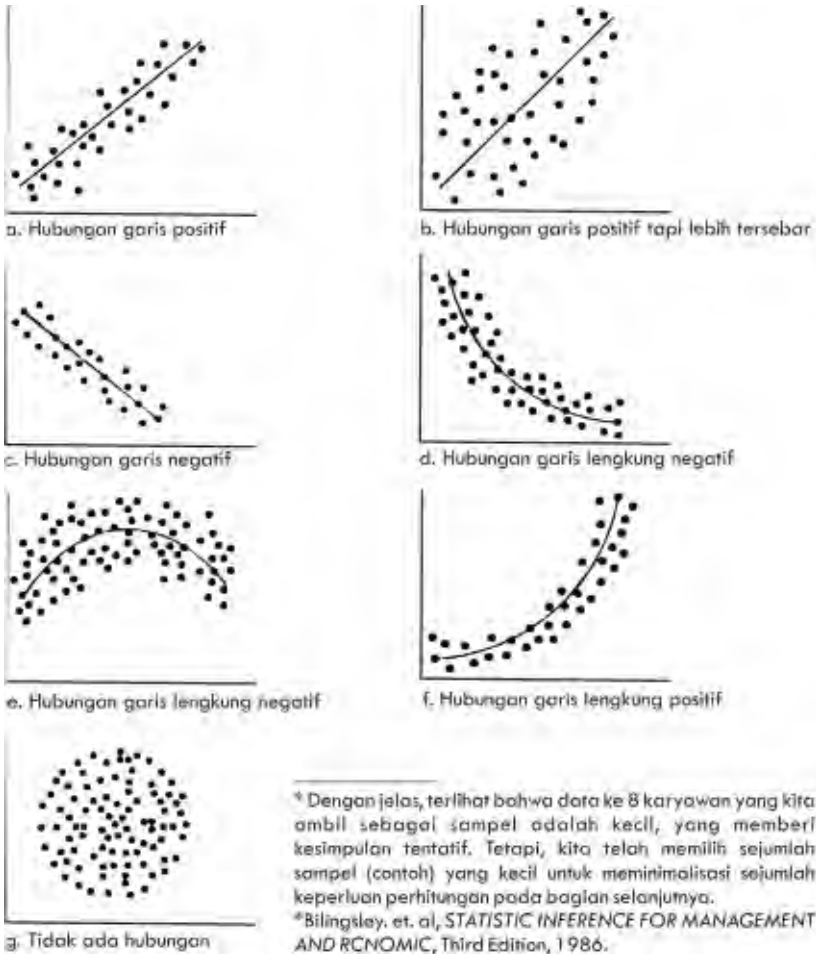 a. Hubungan garis positif
b. Hubungan garis positif tapi lebih tersebar
c. Hubungan garis negatif
d. Hubungan garis lengkung negatif
e. Hubungan garis lengkung negatif
f. Hubungan garis lengkung positif
* Dengan jelas, terlihat bahwa data ke 8 karyawan yang kita
ambil sebagai sampel adalah kecil, yang memberi
kesimpulan tentatif. Tetapi, kita telah memilih sejumlah
sampel (contoh) yang kecil untuk meminimalisasi sejumlah
keperluan perhitungan pada bagian selanjutnya.
*Bilingsley. et. al, STATISTIC INFERENCE FOR MANAGEMENT
AND RCNOMIC, Third Edition, 1986.
g. Tidak ada hubungan